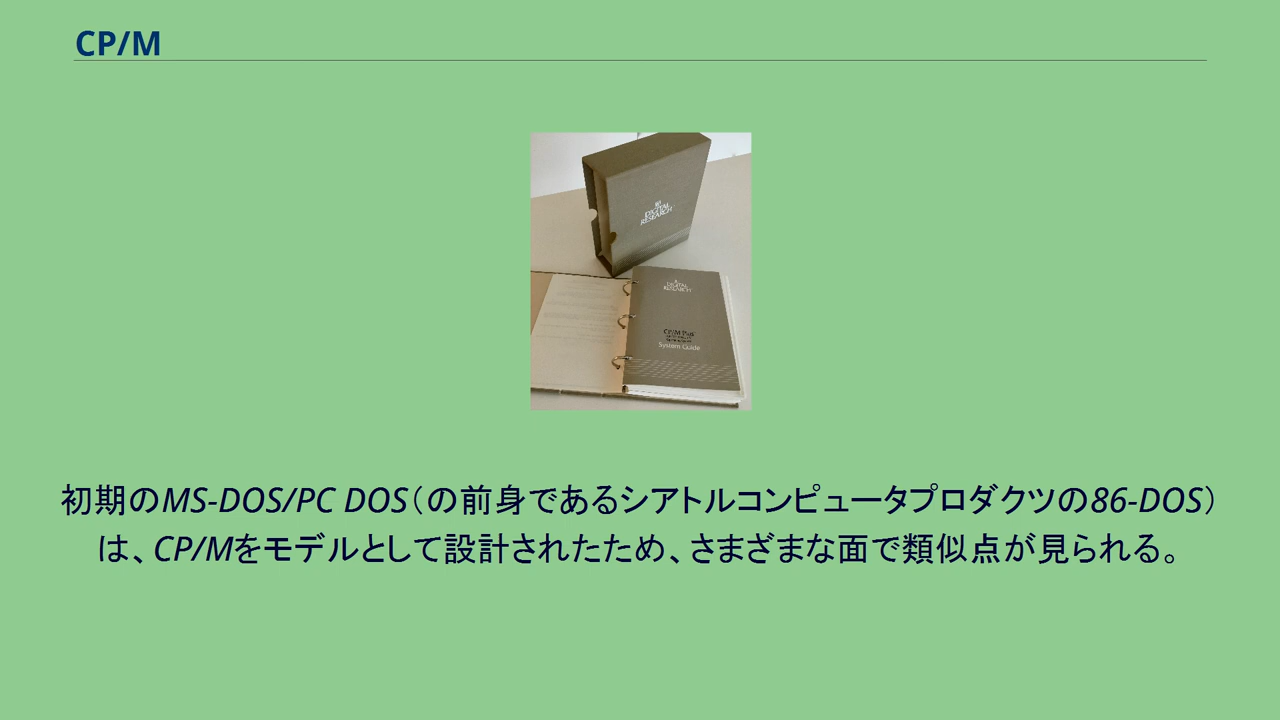 CP/M
DIGITAL
RESEARCH
DIGITAL
RESEARCH
CP/M Plus
System Guide
初期のMS-DOS/PC DOS（の前身であるシアトルコンピュータプロダクツの86-DOS）
は、CP/Mをモデルとして設計されたため、さまざまな面で類似点が見られる。